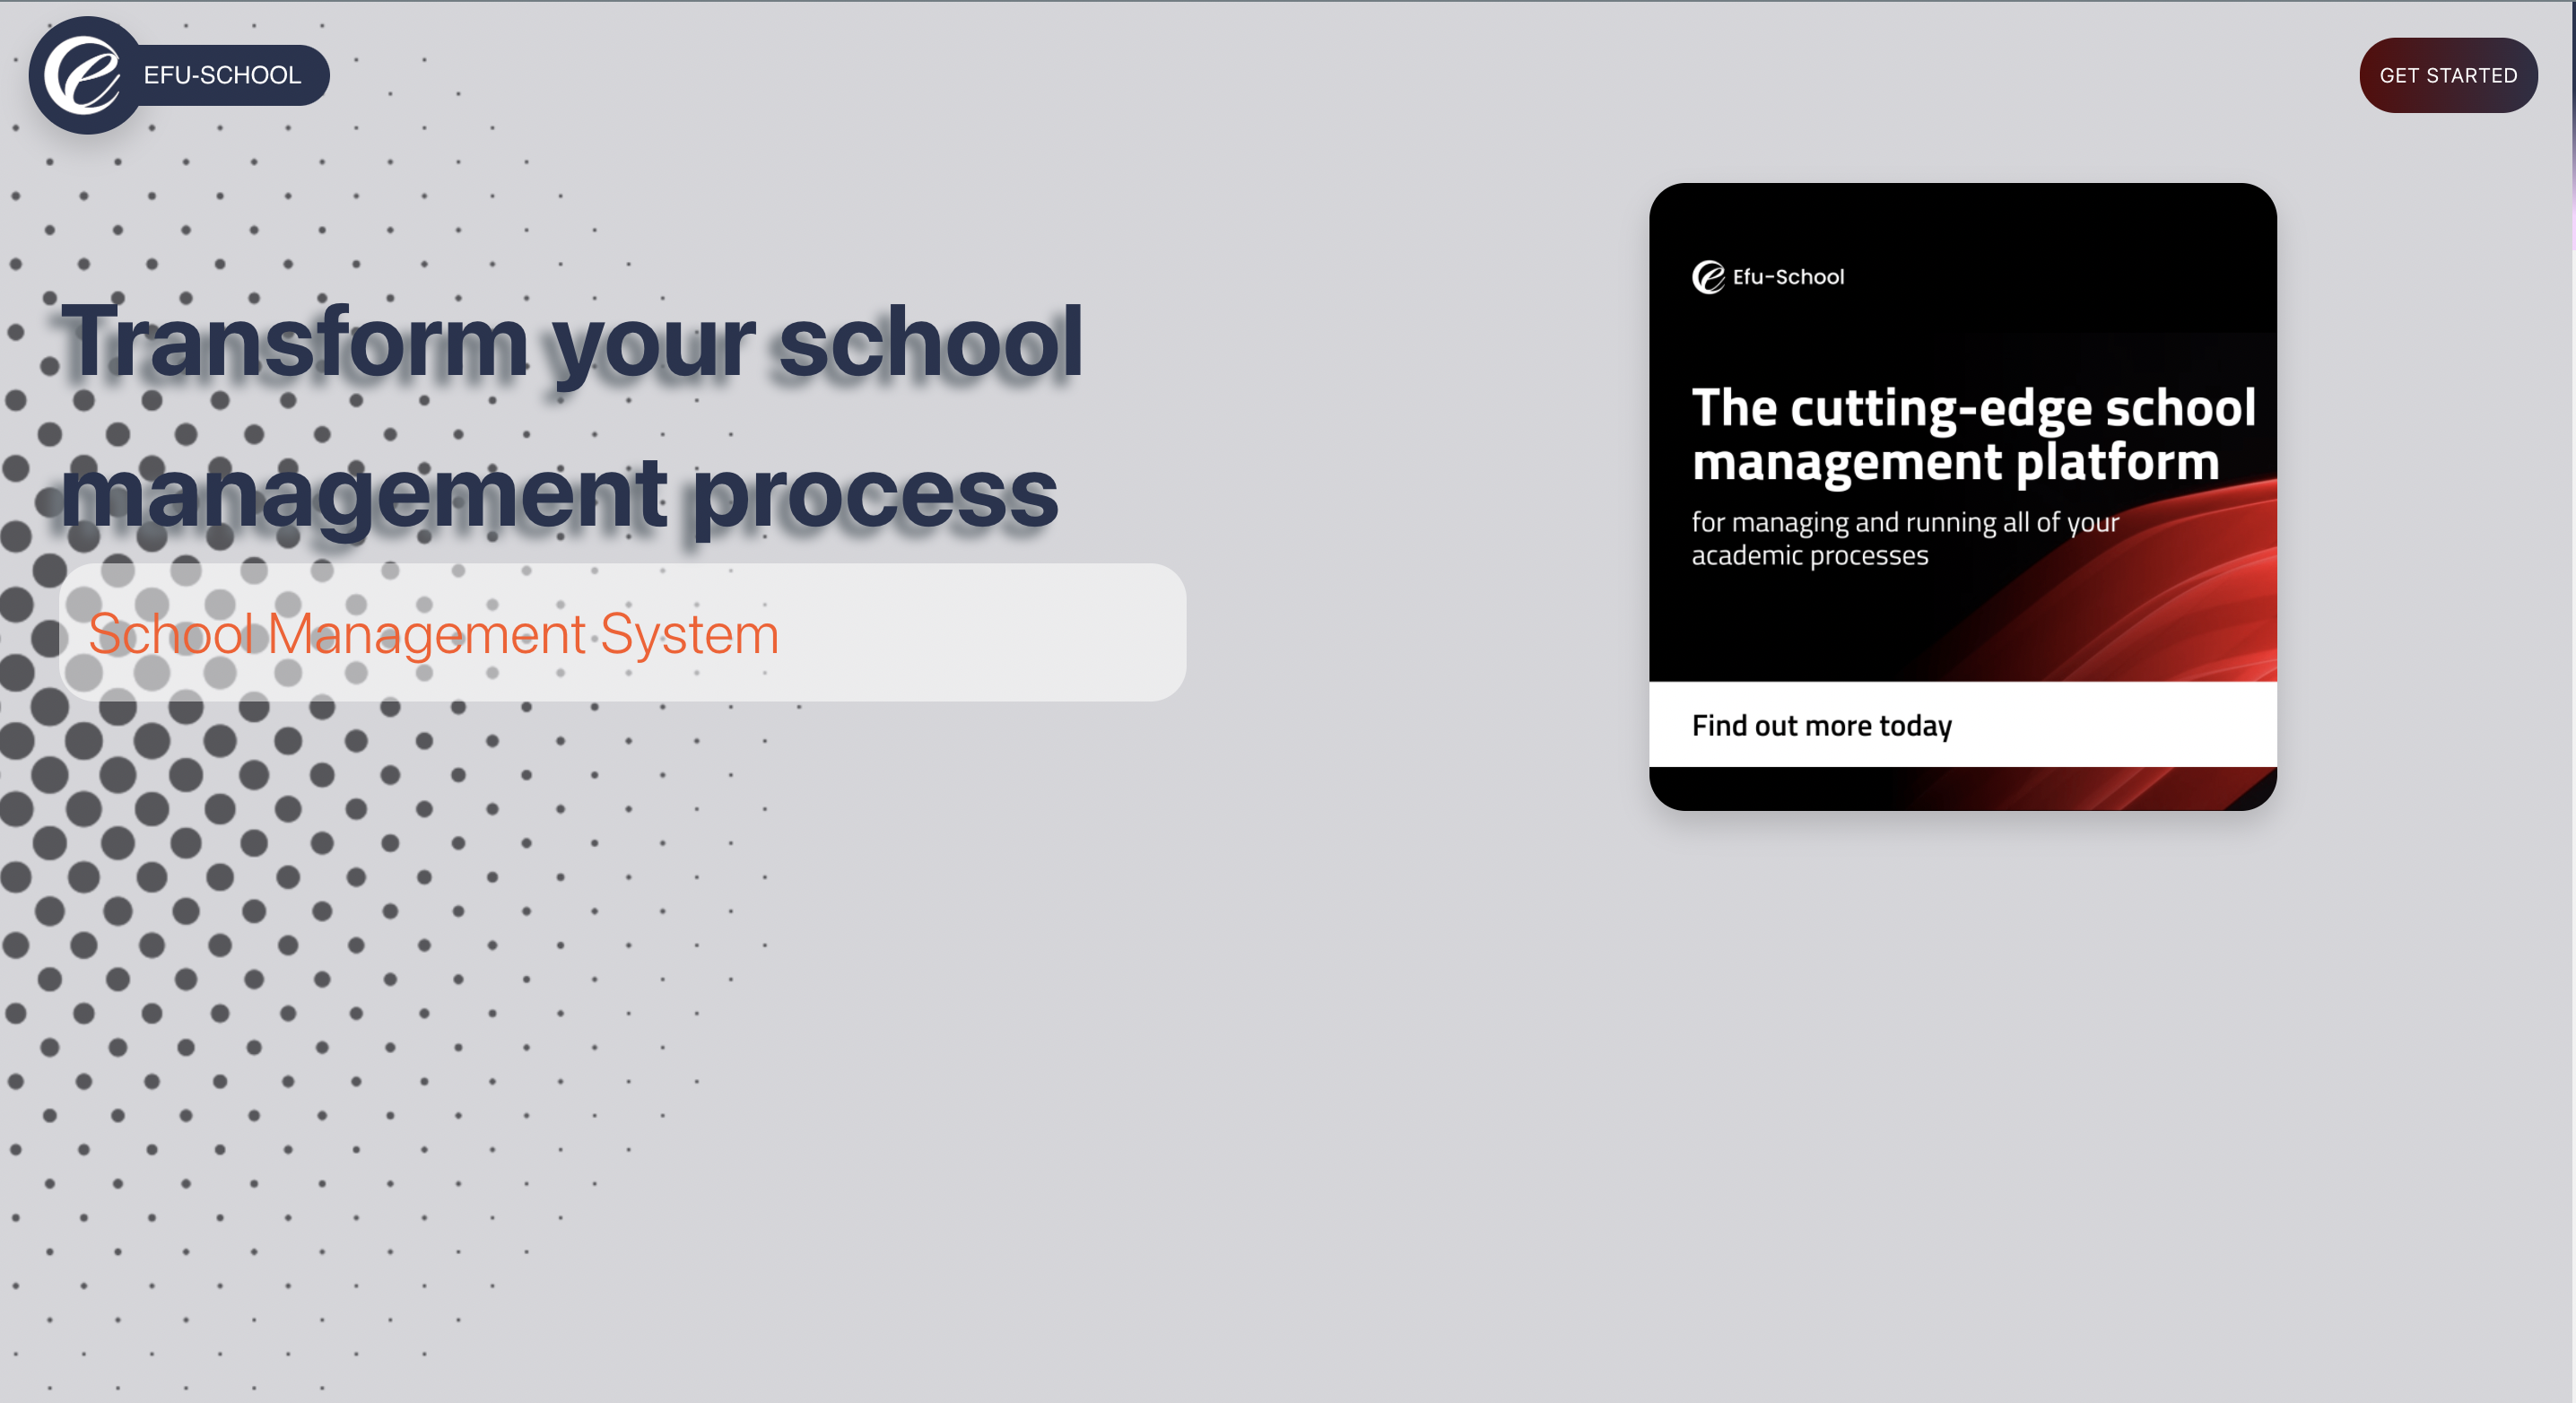 EFU-SCHOOL
GET STARTED
Transform your school
management process
School Management System
Efu-School
The cutting-edge school
management platform
for managing and running all of your
academic processes
Find out more today